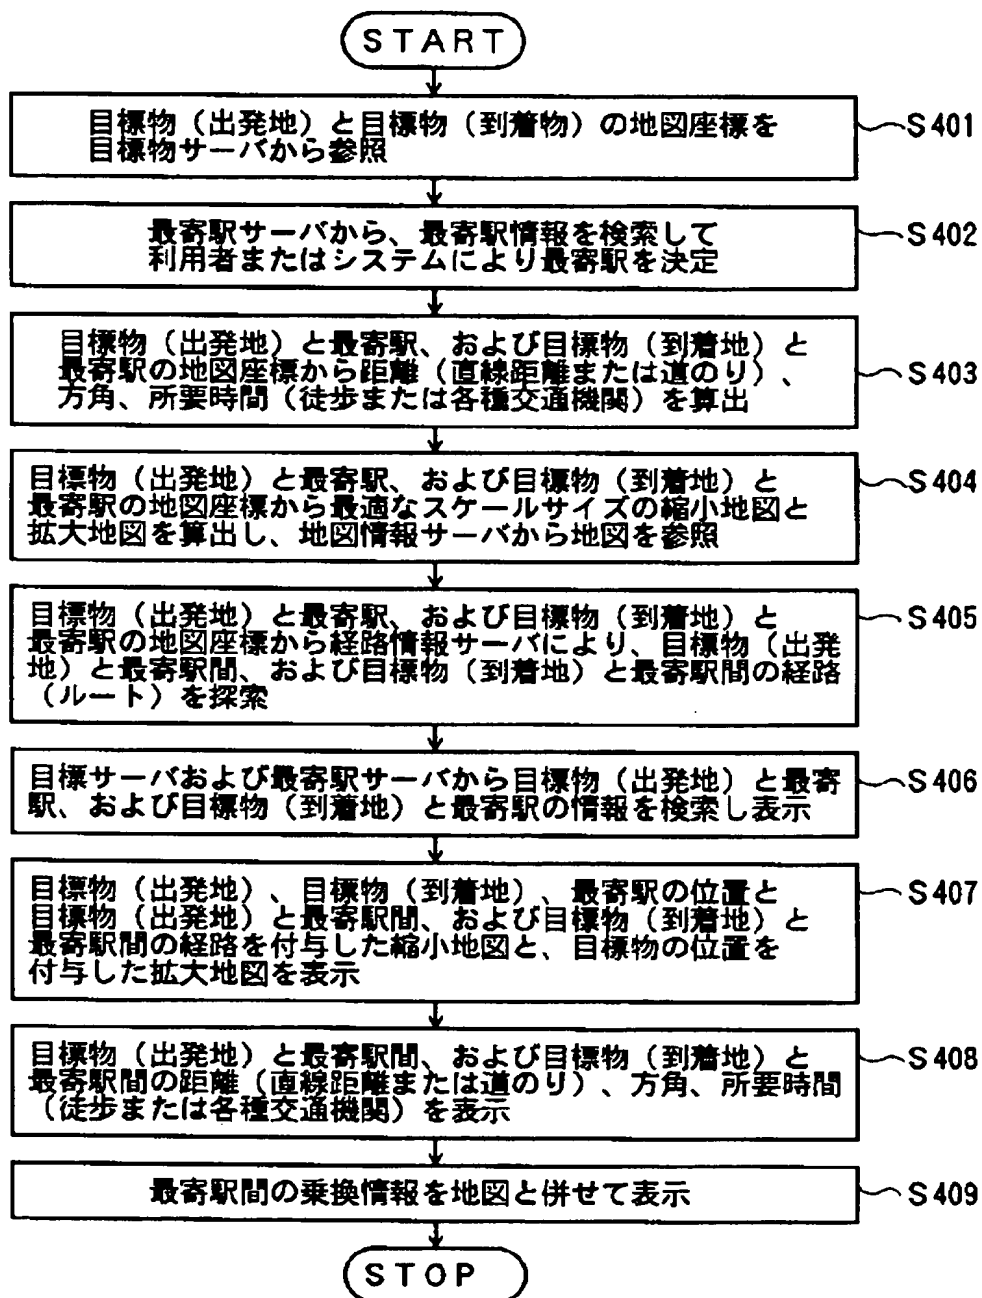 START
目標物（出発地）と目標物（到着物）の地図座標を
目標物サーバから参照
S401
最寄駅サーバから、最寄駅情報を検索して
利用者またはシステムにより最寄駅を決定
S402
目標物（出発地）と最寄駅、および目標物（到着地）と
最寄駅の地図座標から距離（直線距離または道のり）、
方角、所要時間（徒歩または各種交通機関）を算出
S403
目標物（出発地）と最寄駅、および目標物（到着地）と
最寄駅の地図座標から最適なスケールサイズの縮小地図と
拡大地図を算出し、地図情報サーバから地図を参照
S404
目標物（出発地）と最寄駅、および目標物（到着地）と
最寄駅の地図座標から経路情報サーバにより、目標物（出発
地）と最寄駅間、および目標物（到着地）と最寄駅間の経路
（ルート）を探索
S405
目標サーバおよび最寄駅サーバから目標物（出発地）と最寄
駅、および目標物（到着地）と最寄駅の情報を検索し表示
S406
目標物（出発地）、目標物（到着地）、最寄駅の位置と
目標物（出発地）と最寄駅間、および目標物（到着地）と
最寄駅間の経路を付与した縮小地図と、目標物の位置を
付与した拡大地図を表示
S407
目標物（出発地）と最寄駅間、および目標物（到着地）と
最寄駅間の距離（直線距離または道のり）、方角、所要時間
（徒歩または各種交通機関）を表示
S408
最寄駅間の乗換情報を地図と併せて表示
S409
STOP